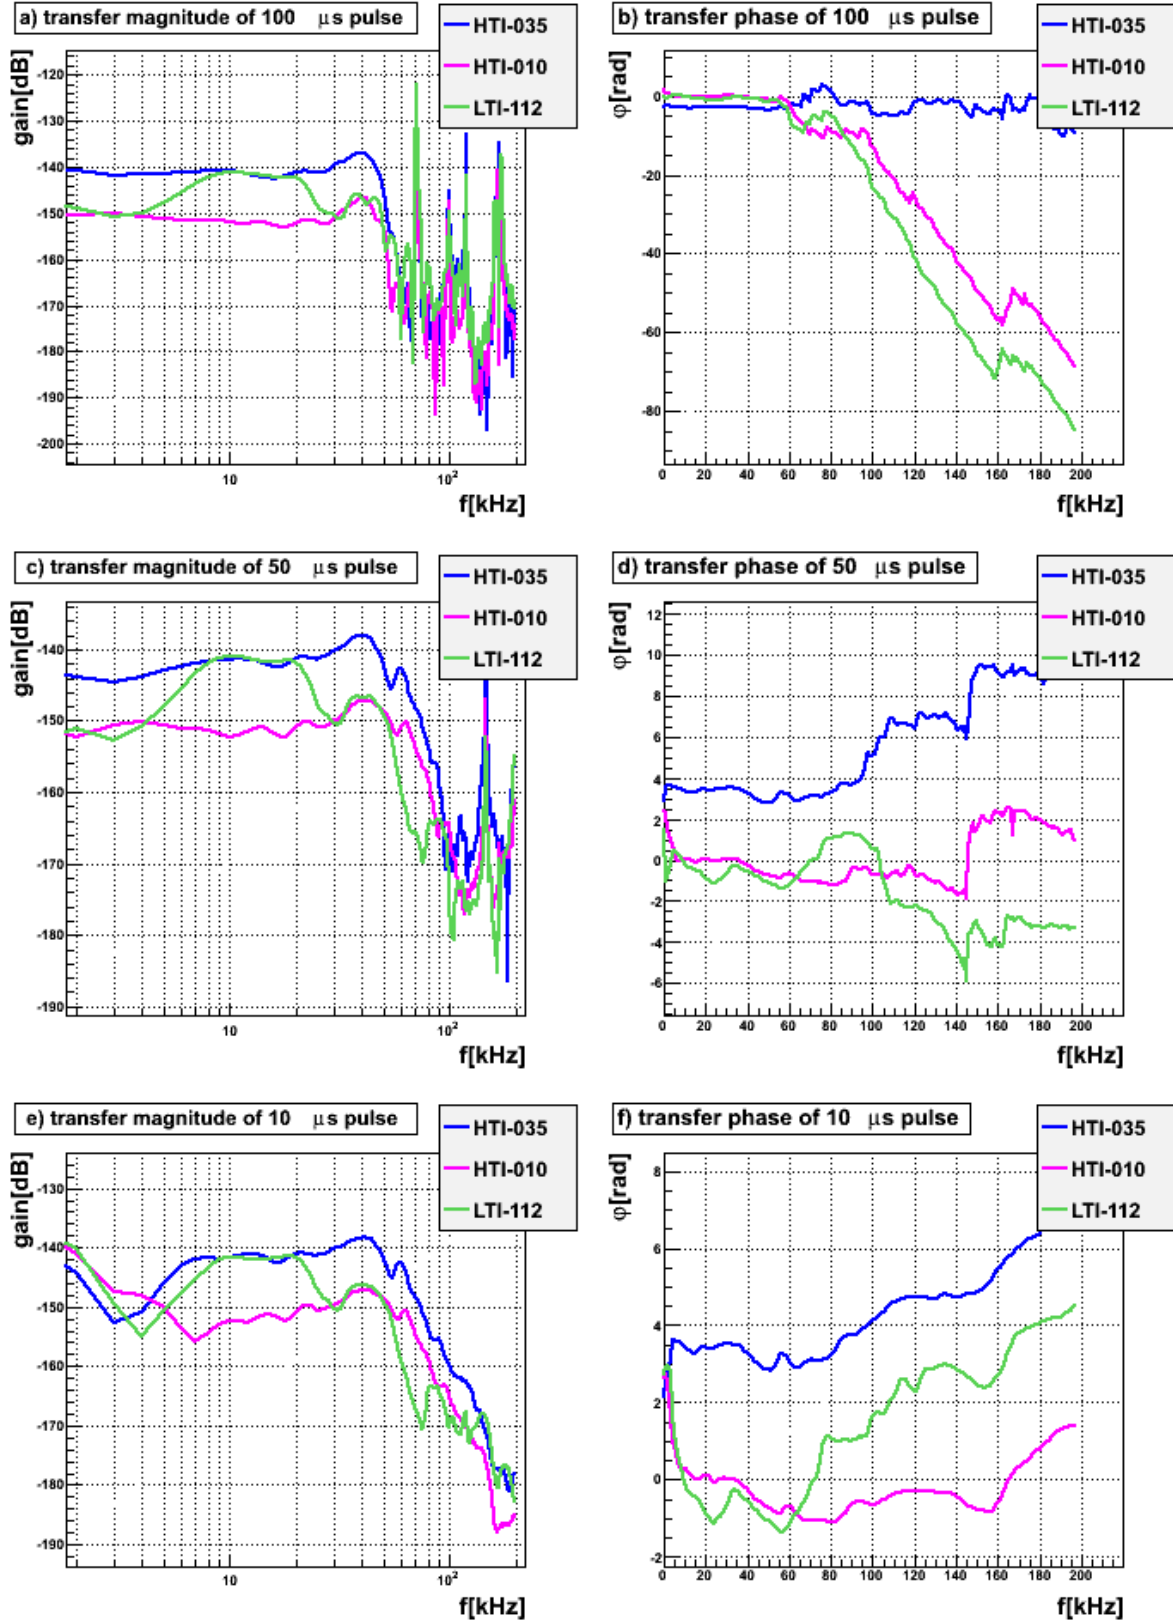 a) transfer magnitude of 100 μs pulse
HTI-035
HTI-010
LTI-112
gain[dB]
-120
-130
-140
-150
-160
-170
-180
-190
-200
10
10²
f[kHz]
b) transfer phase of 100 μs pulse
HTI-035
HTI-010
LTI-112
φ[rad]
0
-20
-40
-60
-80
0 20 40 60 80 100 120 140 160 180 200
f[kHz]
c) transfer magnitude of 50 μs pulse
HTI-035
HTI-010
LTI-112
gain[dB]
-140
-150
-160
-170
-180
-190
10
10²
f[kHz]
d) transfer phase of 50 μs pulse
HTI-035
HTI-010
LTI-112
φ[rad]
12
10
8
6
4
2
0
-2
-4
-6
0 20 40 60 80 100 120 140 160 180 200
f[kHz]
e) transfer magnitude of 10 μs pulse
HTI-035
HTI-010
LTI-112
gain[dB]
-130
-140
-150
-160
-170
-180
-190
10
10²
f[kHz]
f) transfer phase of 10 μs pulse
HTI-035
HTI-010
LTI-112
φ[rad]
8
6
4
2
0
-2
0 20 40 60 80 100 120 140 160 180 200
f[kHz]